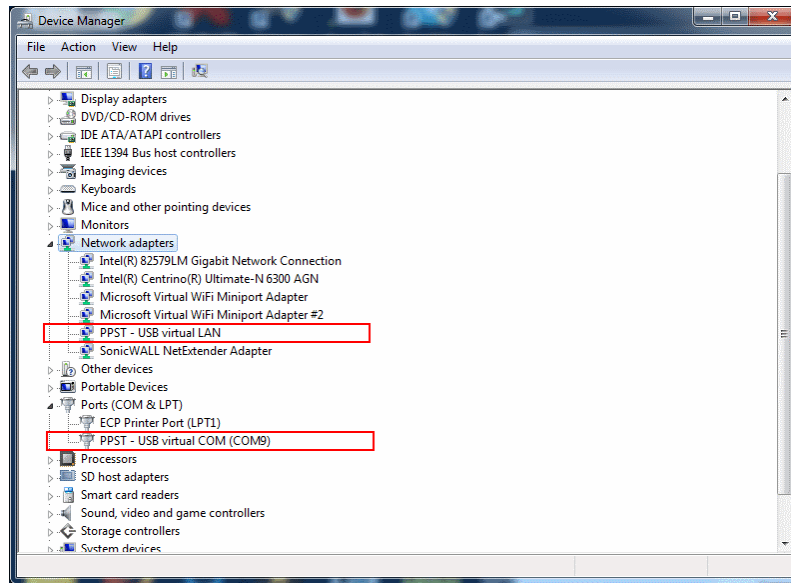 Device Manager
File Action View Help
Display adapters
DVD/CD-ROM drives
IDE ATA/ATAPI controllers
IEEE 1394 Bus host controllers
Imaging devices
Keyboards
Mice and other pointing devices
Monitors
Network adapters
Intel(R) 82579LM Gigabit Network Connection
Intel(R) Centrino(R) Ultimate-N 6300 AGN
Microsoft Virtual WiFi Miniport Adapter
Microsoft Virtual WiFi Miniport Adapter #2
PPST - USB virtual LAN
SonicWALL NetExtender Adapter
Other devices
Portable Devices
Ports (COM & LPT)
ECP Printer Port (LPT1)
PPST - USB virtual COM (COM9)
Processors
SD host adapters
Smart card readers
Sound, video and game controllers
Storage controllers
System devices